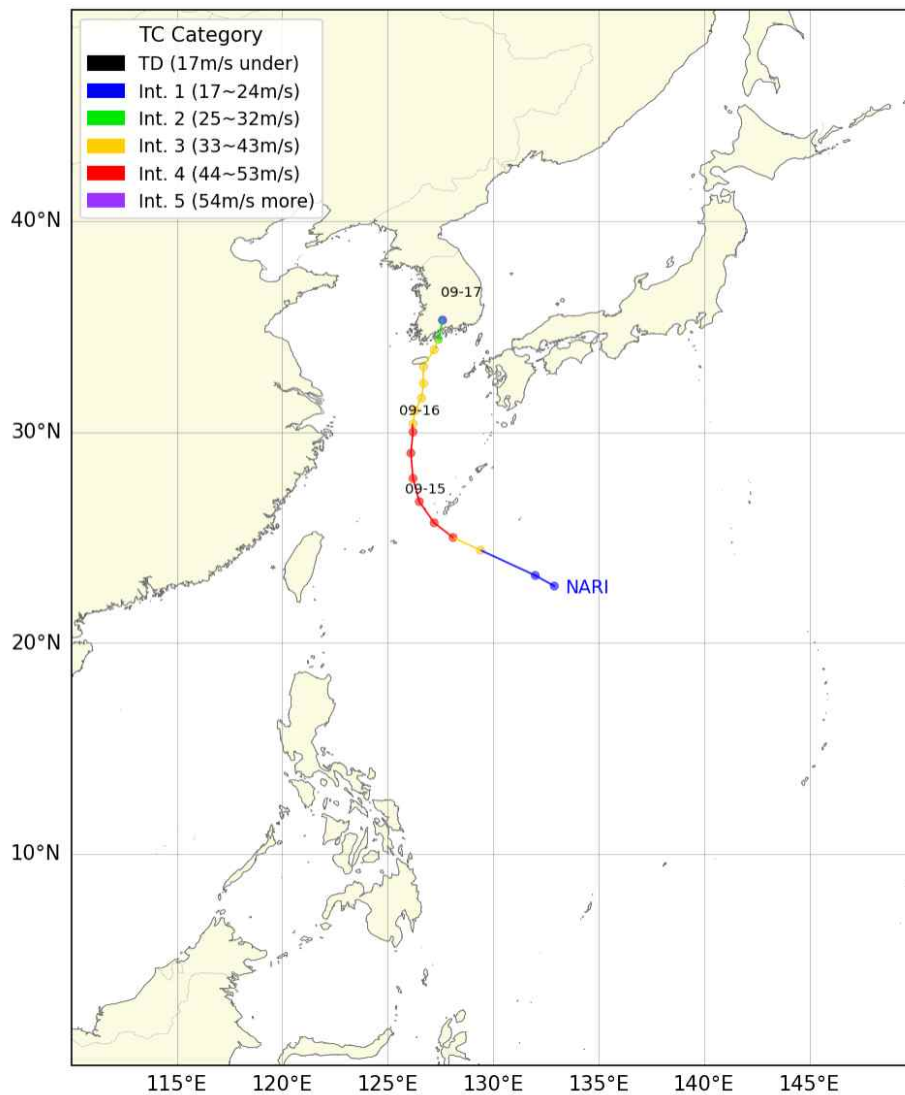 TC Category
TD (17m/s under)
Int. 1 (17~24m/s)
Int. 2 (25~32m/s)
Int. 3 (33~43m/s)
Int. 4 (44~53m/s)
Int. 5 (54m/s more)
40°N
09-17
09-16
30°N
09-15
NARI
20°N
10°N
115°E 120°E 125°E 130°E 135°E 140°E 145°E